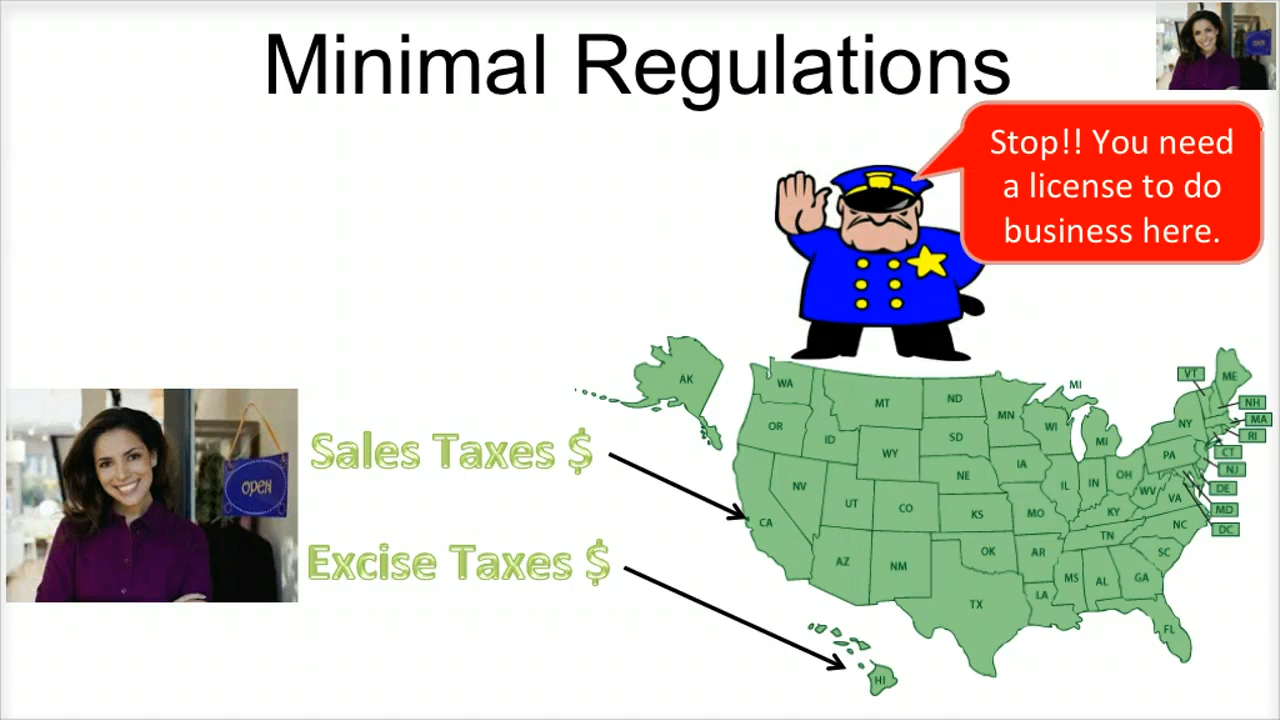 Minimal Regulations
OPEN
Stop!! You need
a license to do
business here.
OPEN
Sales Taxes $
Excise Taxes $
AK
WA
MT
ND
MN
MI
VT
ME
OR
ID
SD
WI
MI
NY
NH
MA
RI
WY
NE
IA
PA
CT
NJ
NV
UT
CO
KS
MO
IL
IN
OH
WV
VA
DE
MD
DC
CA
KY
NC
TN
AZ
NM
OK
AR
SC
MS
AL
GA
TX
LA
FL
HI